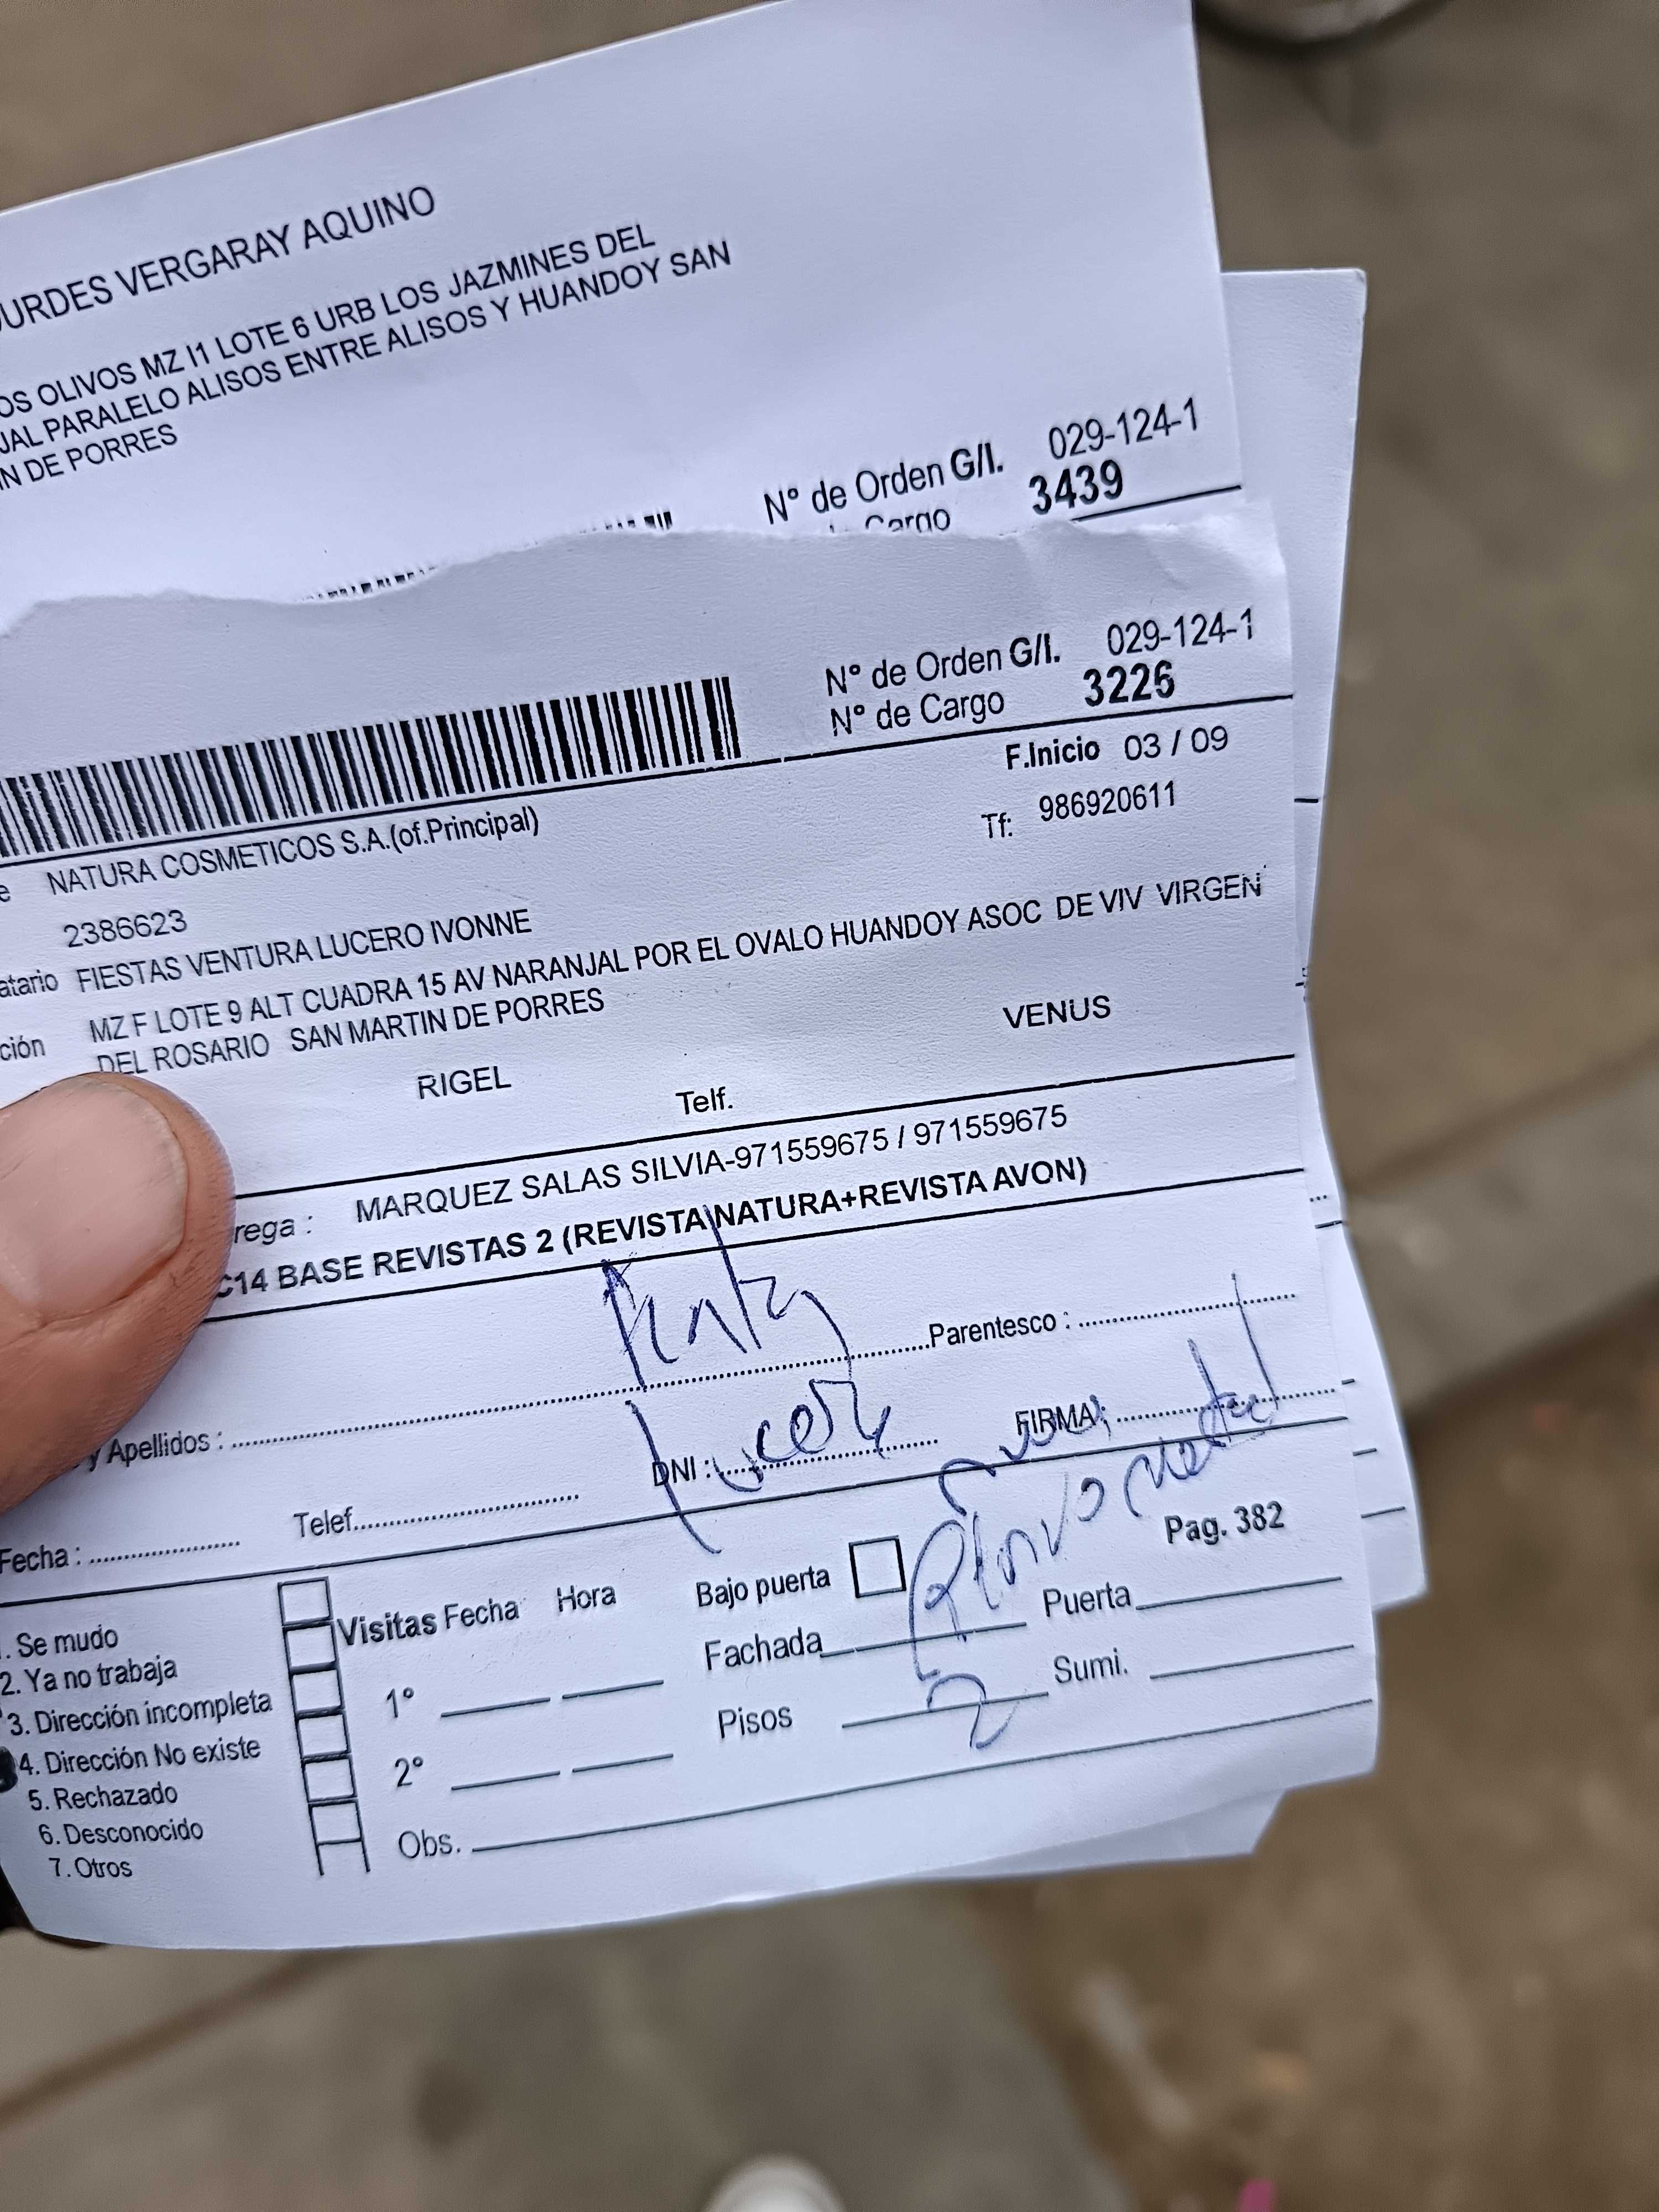 URDES VERGARAY AQUINO
OS OLIVOS MZ I1 LOTE 6 URB LOS JAZMINES DEL
JAL PARALELO ALISOS ENTRE ALISOS Y HUANDOY SAN
N DE PORRES
N° de Orden G/I. 029-124-1
Cargo 3439
N° de Orden G/I. 029-124-1
N° de Cargo 3226
F.Inicio 03 / 09
e NATURA COSMETICOS S.A.(of.Principal)
Tf: 986920611
2386623
atario FIESTAS VENTURA LUCERO IVONNE
ción MZ F LOTE 9 ALT CUADRA 15 AV NARANJAL POR EL OVALO HUANDOY ASOC DE VIV VIRGEN
DEL ROSARIO SAN MARTIN DE PORRES
RIGEL Telf. VENUS
rega : MARQUEZ SALAS SILVIA-971559675 / 971559675
C14 BASE REVISTAS 2 (REVISTA NATURA+REVISTA AVON)
y Apellidos : Parentesco :
DNI : FIRMA:
Fecha : Telef.
Pag. 382
1. Se mudo
2. Ya no trabaja
3. Dirección incompleta
4. Dirección No existe
5. Rechazado
6. Desconocido
7. Otros
Visitas Fecha Hora
1°
2°
Bajo puerta
Fachada Puerta
Pisos 2 Sumi.
Obs.